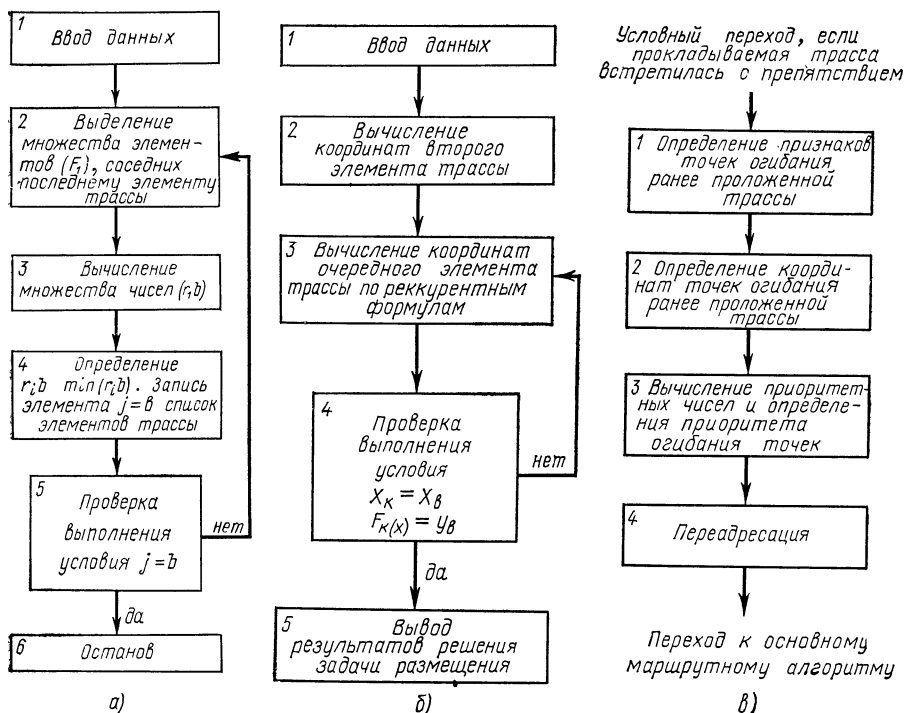 1
Ввод данных
2
Выделение
множества элемен-
тов (F₁), соседних
последнему элементу
трассы
3
Вычисление
множества чисел (r,b)
4
Определение
rᵢb min(rᵢb). Запись
элемента j=в список
элементов трассы
5
Проверка
выполнения
условия j=b
нет
да
6
Останов
а)
1
Ввод данных
2
Вычисление
координат второго
элемента трассы
3 Вычисление координат
очередного элемента
трассы по реккурентным
формулам
4
Проверка
выполнения
условия
Xк = Xв
Fк(x) = Yв
нет
да
5
Вывод
результатов решения
задачи размещения
б)
Условный переход, если
прокладываемая трасса
встретилась с препятствием
1 Определение признаков
точек огибания
ранее проложенной
трассы
2 Определение коорди-
нат точек огибания
ранее проложенной
трассы
3 Вычисление приоритет-
ных чисел и определе-
ния приоритета
огибания точек
4
Переадресация
Переход к основному
маршрутному алгоритму
в)